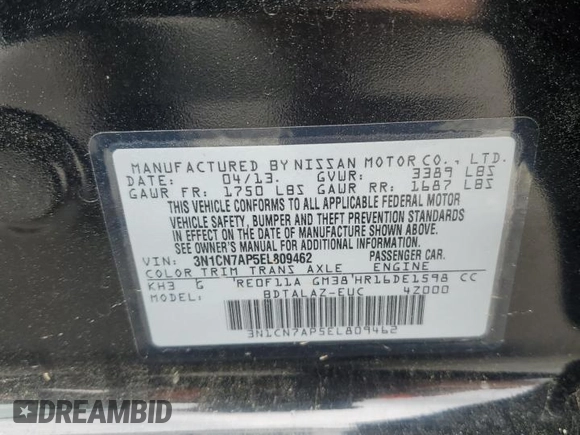 MANUFACTURED BY NISSAN MOTOR CO., LTD.
DATE: 04/13. GVWR: 3389 LBS
GAWR FR: 1750 LBS GAWR RR: 1687 LBS
THIS VEHICLE CONFORMS TO ALL APPLICABLE FEDERAL MOTOR
VEHICLE SAFETY, BUMPER AND THEFT PREVENTION STANDARDS
IN EFFECT ON THE DATE OF MANUFACTURE SHOWN ABOVE.
SEE OWNER'S MANUAL FOR ADDITIONAL INFORMATION.
VIN: 3N1CN7AP5EL809462 PASSENGER CAR.
COLOR TRIM TRANS AXLE ENGINE
KH3 G RE0F11A GM38 HR16DE1598 CC
MODEL: BDTALAZ-EUC 4Z000
3N1CN7AP5EL809462
DREAMBID